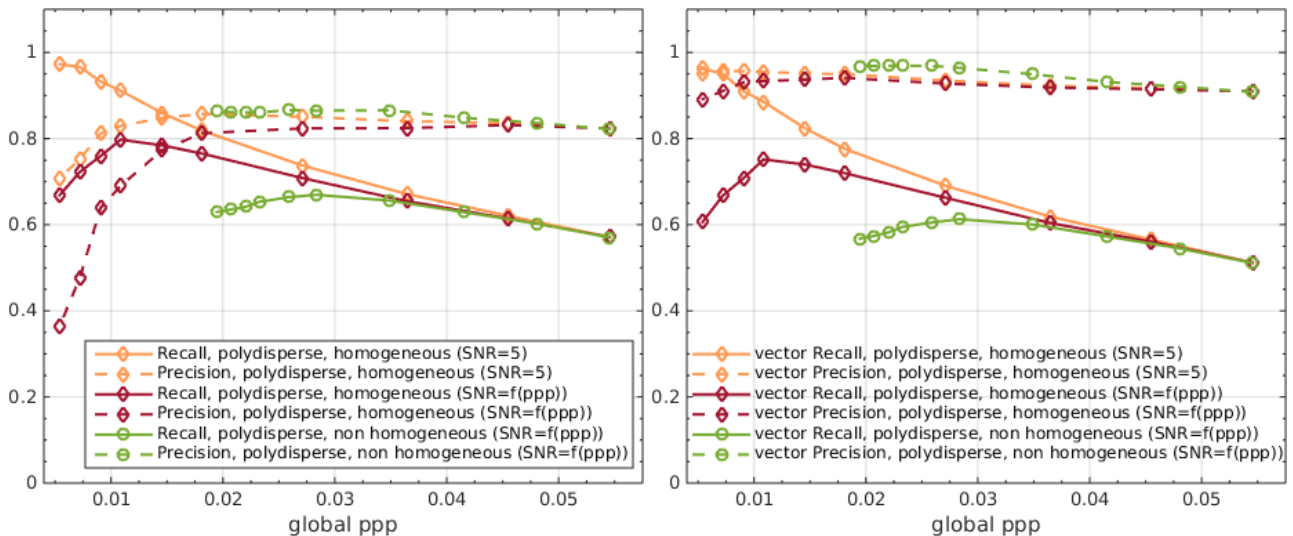 1
0.8
0.6
0.4
0.2
0
0.01 0.02 0.03 0.04 0.05
global ppp
Recall, polydisperse, homogeneous (SNR=5)
Precision, polydisperse, homogeneous (SNR=5)
Recall, polydisperse, homogeneous (SNR=f(ppp))
Precision, polydisperse, homogeneous (SNR=f(ppp))
Recall, polydisperse, non homogeneous (SNR=f(ppp))
Precision, polydisperse, non homogeneous (SNR=f(ppp))
1
0.8
0.6
0.4
0.2
0
0.01 0.02 0.03 0.04 0.05
global ppp
vector Recall, polydisperse, homogeneous (SNR=5)
vector Precision, polydisperse, homogeneous (SNR=5)
vector Recall, polydisperse, homogeneous (SNR=f(ppp))
vector Precision, polydisperse, homogeneous (SNR=f(ppp))
vector Recall, polydisperse, non homogeneous (SNR=f(ppp))
vector Precision, polydisperse, non homogeneous (SNR=f(ppp))